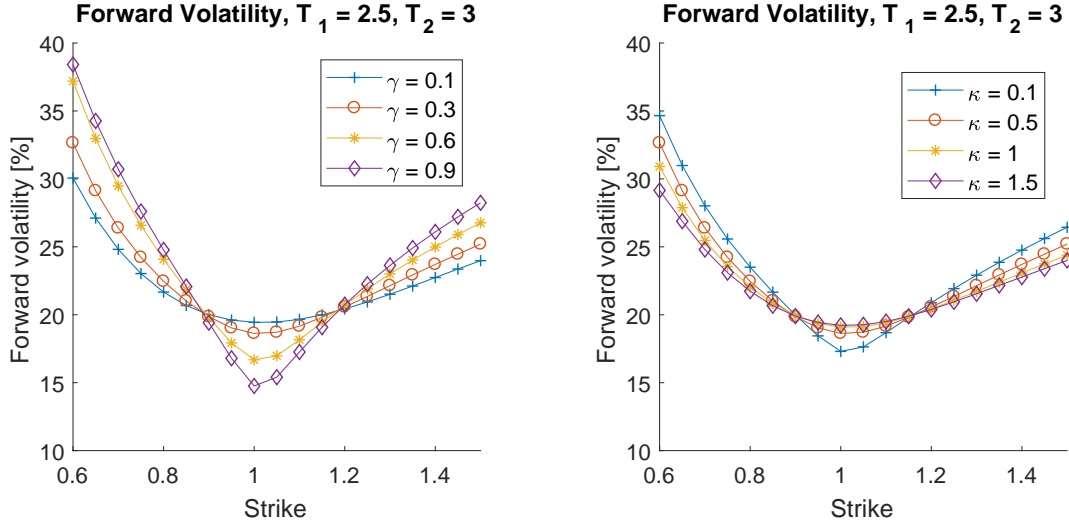 Forward Volatility, T 1 = 2.5, T 2 = 3
40
35
30
25
20
15
10
0.6 0.8 1 1.2 1.4
Strike
Forward volatility [%]
γ = 0.1
γ = 0.3
γ = 0.6
γ = 0.9
Forward Volatility, T 1 = 2.5, T 2 = 3
40
35
30
25
20
15
10
0.6 0.8 1 1.2 1.4
Strike
Forward volatility [%]
κ = 0.1
κ = 0.5
κ = 1
κ = 1.5